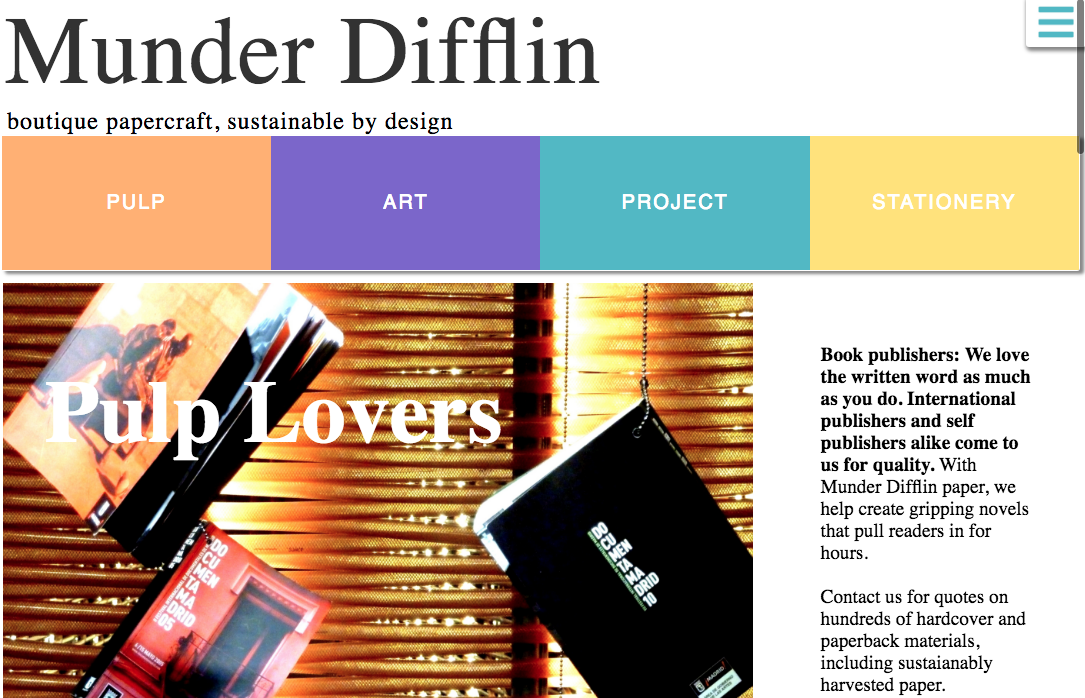 Munder Difflin
boutique papercraft, sustainable by design
PULP
ART
PROJECT
STATIONERY
Pulp Lovers
DO
CU
MEN
TA
MA
DRID
05
DO
CU
MEN
TA
MA
DRID
10
¡MADRID!
Book publishers: We love
the written word as much
as you do. International
publishers and self
publishers alike come to
us for quality. With
Munder Difflin paper, we
help create gripping novels
that pull readers in for
hours.
Contact us for quotes on
hundreds of hardcover and
paperback materials,
including sustaianably
harvested paper.